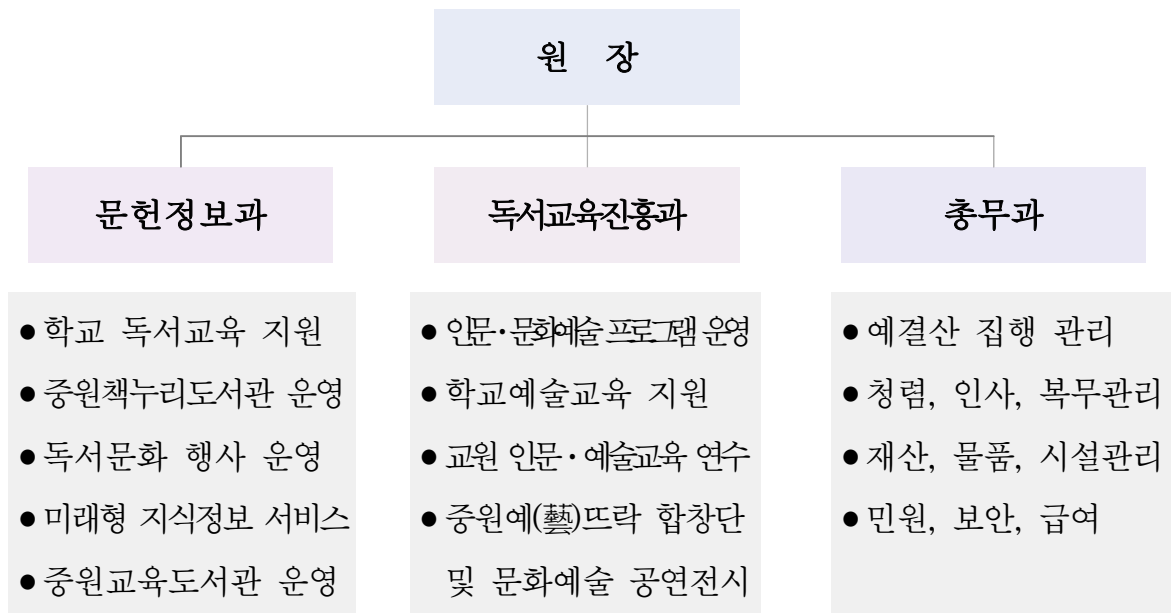 원 장
문헌정보과
독서교육진흥과
총무과
● 학교 독서교육 지원
● 중원책누리도서관 운영
● 독서문화 행사 운영
● 미래형 지식정보 서비스
● 중원교육도서관 운영
● 인문·문화예술 프로그램 운영
● 학교예술교육 지원
● 교원 인문·예술교육 연수
● 중원예(藝)뜨락 합창단
및 문화예술 공연전시
● 예결산 집행 관리
● 청렴, 인사, 복무관리
● 재산, 물품, 시설관리
● 민원, 보안, 급여